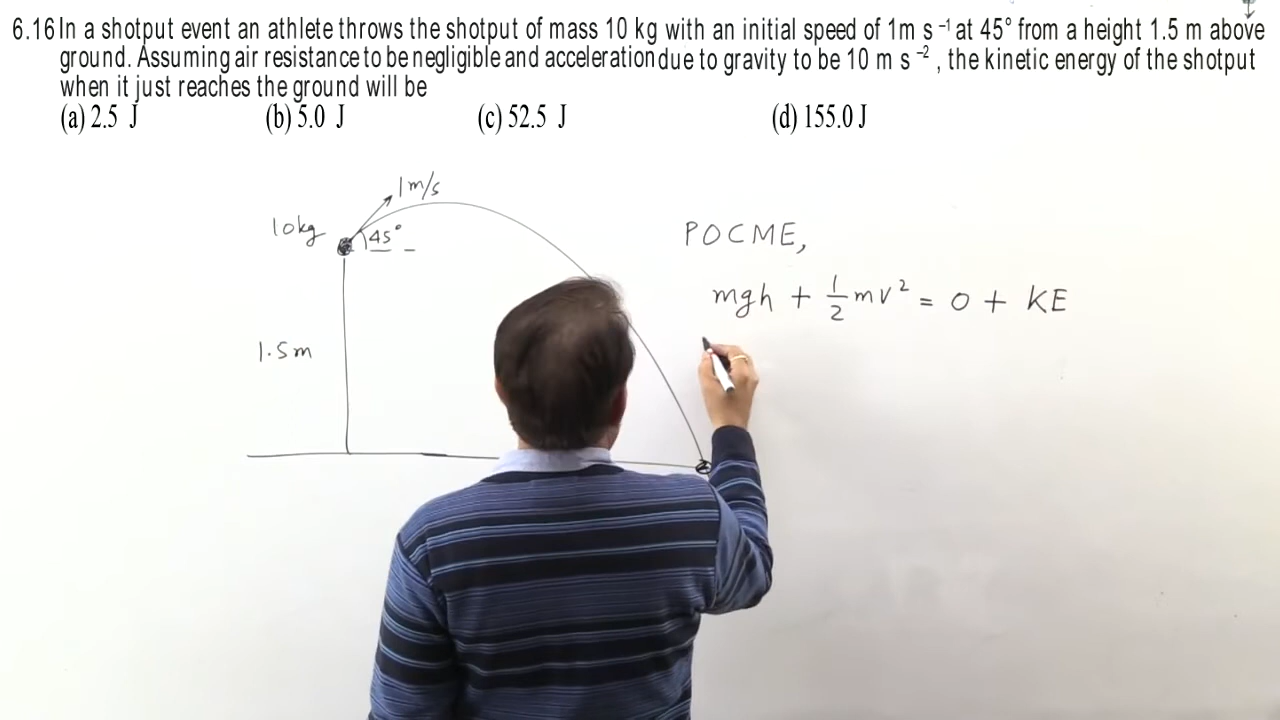 6.16 In a shotput event an athlete throws the shotput of mass 10 kg with an initial speed of 1m s⁻¹ at 45° from a height 1.5 m above
ground. Assuming air resistance to be negligible and acceleration due to gravity to be 10 m s⁻², the kinetic energy of the shotput
when it just reaches the ground will be
(a) 2.5 J (b) 5.0 J (c) 52.5 J (d) 155.0 J
1m/s
10kg
45°
1.5m
POCME,
mgh + 1/2 mv² = 0 + KE